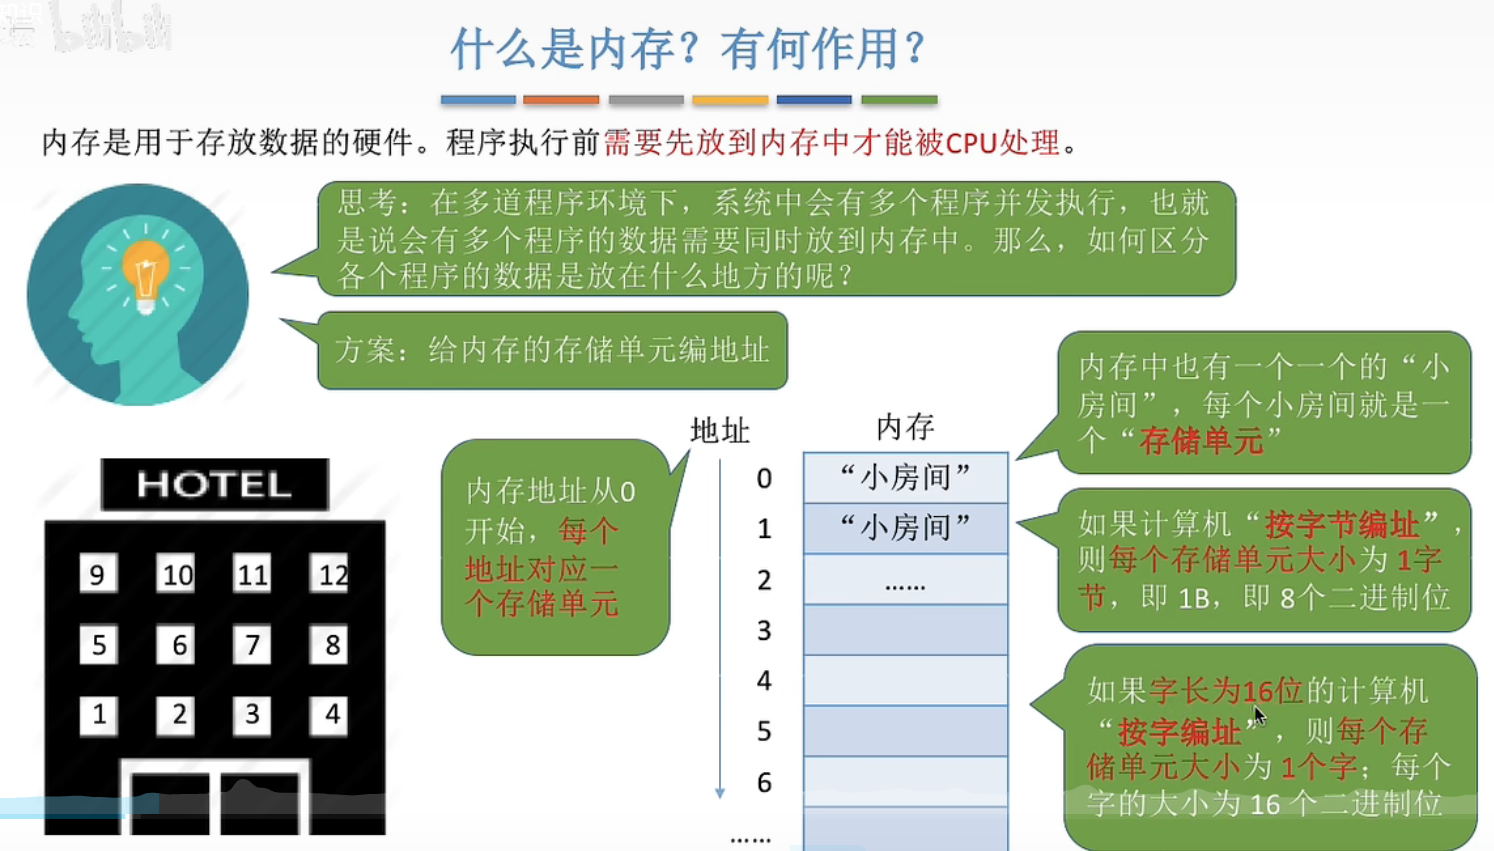 知识
bilibili
什么是内存？有何作用？
内存是用于存放数据的硬件。程序执行前需要先放到内存中才能被CPU处理。
思考：在多道程序环境下，系统中会有多个程序并发执行，也就
是说会有多个程序的数据需要同时放到内存中。那么，如何区分
各个程序的数据是放在什么地方的呢？
方案：给内存的存储单元编地址
HOTEL
9 10 11 12
5 6 7 8
1 2 3 4
内存地址从0
开始，每个
地址对应一
个存储单元
地址
内存
0 “小房间”
1 “小房间”
2 ……
3
4
5
6
……
内存中也有一个一个的“小
房间”，每个小房间就是一
个“存储单元”
如果计算机“按字节编址”，
则每个存储单元大小为 1字
节，即 1B，即 8个二进制位
如果字长为16位的计算机
“按字编址”，则每个存
储单元大小为 1个字；每个
字的大小为 16 个二进制位